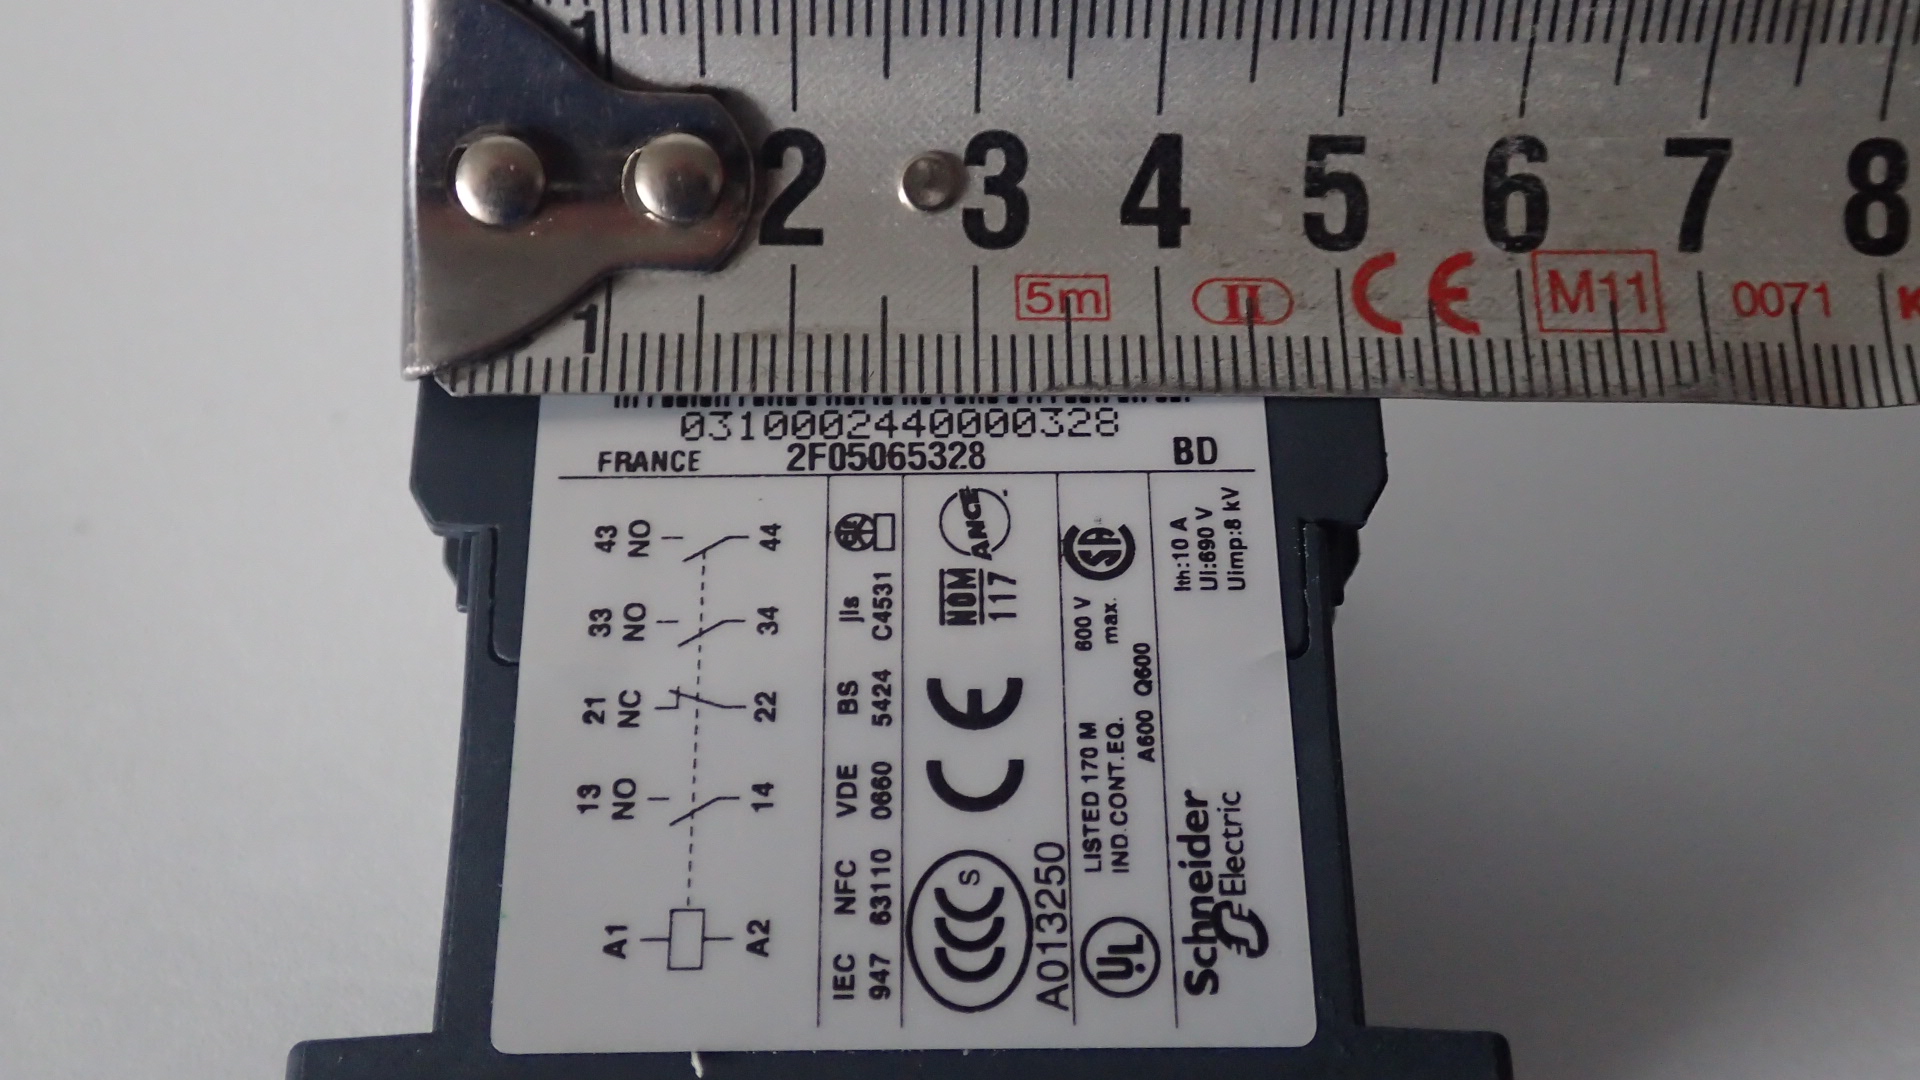 1 2 3 4 5 6 7 8
1 5m II CE M11 0071 K
0310002440000328
FRANCE 2F05065328 BD
A1 13 NO 21 NC 33 NO 43 NO
A2 14 22 34 44
IEC NFC VDE BS jis
947 63110 0660 5424 C4531
CCC S CE NOM ANCE
117
A013250
UL LISTED 170 M 600 V SA
IND.CONT.EQ. max.
A600 Q600
Ith:10 A
UI:690 V
Uimp:8 kV
Schneider
Electric